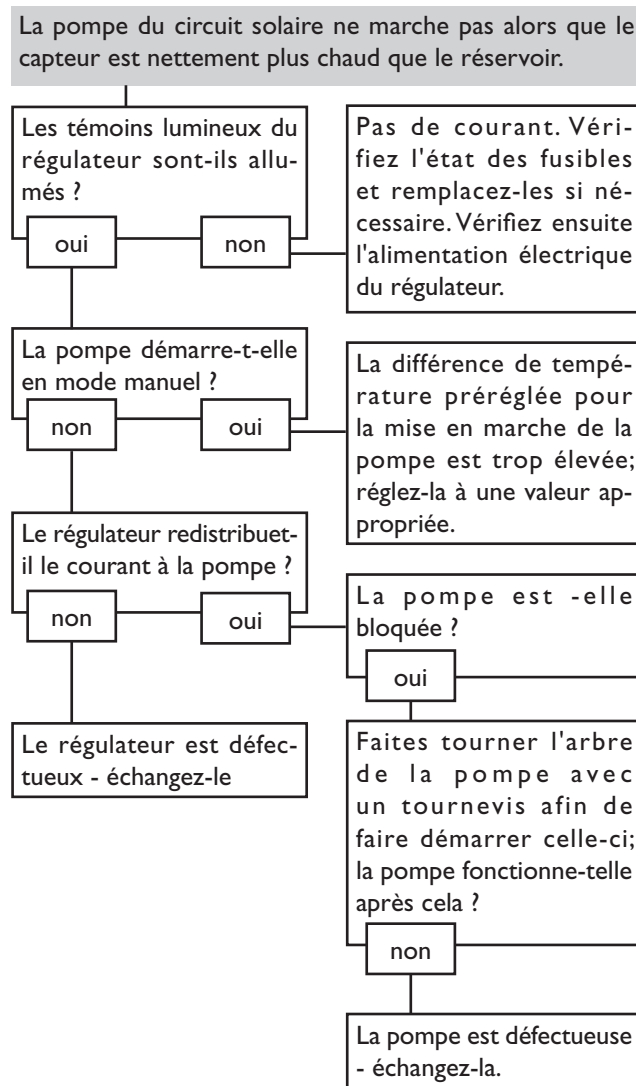 La pompe du circuit solaire ne marche pas alors que le
capteur est nettement plus chaud que le réservoir.
Les témoins lumineux du
régulateur sont-ils allu-
més ?
oui
non
Pas de courant. Véri-
fiez l'état des fusibles
et remplacez-les si né-
cessaire. Vérifiez ensuite
l'alimentation électrique
du régulateur.
La pompe démarre-t-elle
en mode manuel ?
non
oui
La différence de tempé-
rature préréglée pour
la mise en marche de la
pompe est trop élevée;
réglez-la à une valeur ap-
propriée.
Le régulateur redistribuet-
il le courant à la pompe ?
non
oui
La pompe est -elle
bloquée ?
oui
Le régulateur est défec-
tueux - échangez-le
Faites tourner l'arbre
de la pompe avec
un tournevis afin de
faire démarrer celle-ci;
la pompe fonctionne-telle
après cela ?
non
La pompe est défectueuse
- échangez-la.